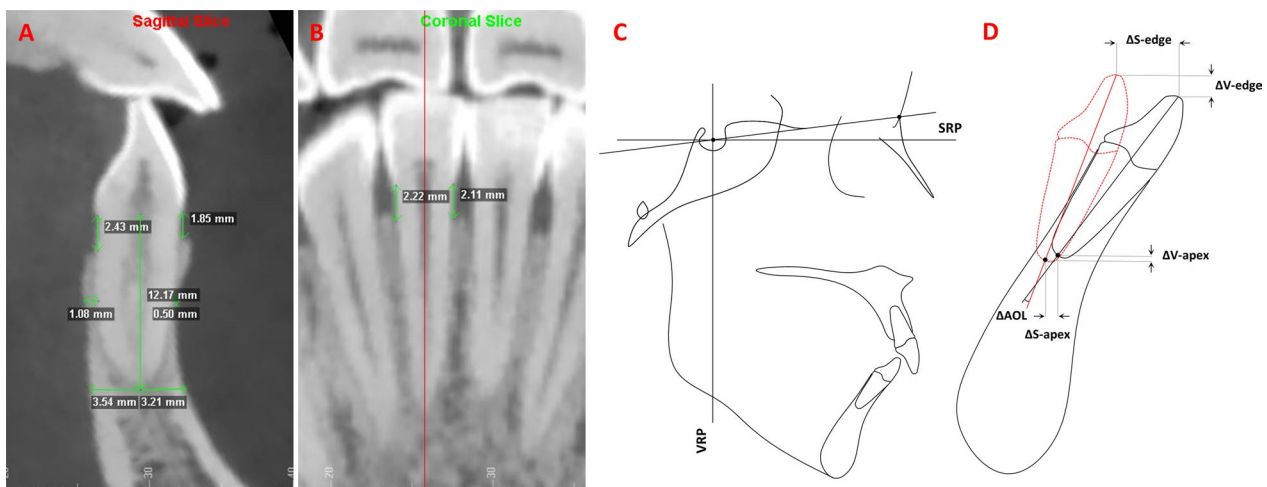 A
Sagittal Slice
2.43 mm
1.85 mm
12.17 mm
1.08 mm
0.50 mm
3.54 mm
3.21 mm
30
40
B
Coronal Slice
2.22 mm
2.11 mm
20
30
C
SRP
VRP
D
ΔS-edge
ΔV-edge
ΔV-apex
ΔAOL
ΔS-apex